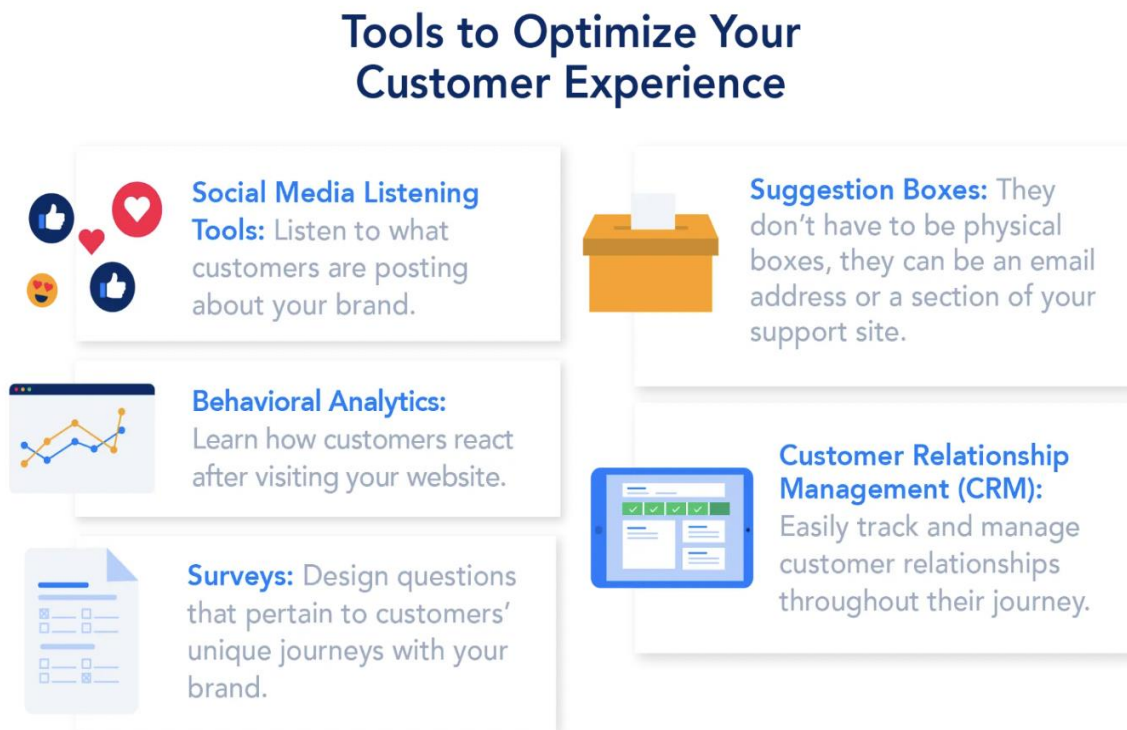 Tools to Optimize Your
Customer Experience
Social Media Listening
Tools: Listen to what
customers are posting
about your brand.
Behavioral Analytics:
Learn how customers react
after visiting your website.
Surveys: Design questions
that pertain to customers’
unique journeys with your
brand.
Suggestion Boxes: They
don’t have to be physical
boxes, they can be an email
address or a section of your
support site.
Customer Relationship
Management (CRM):
Easily track and manage
customer relationships
throughout their journey.